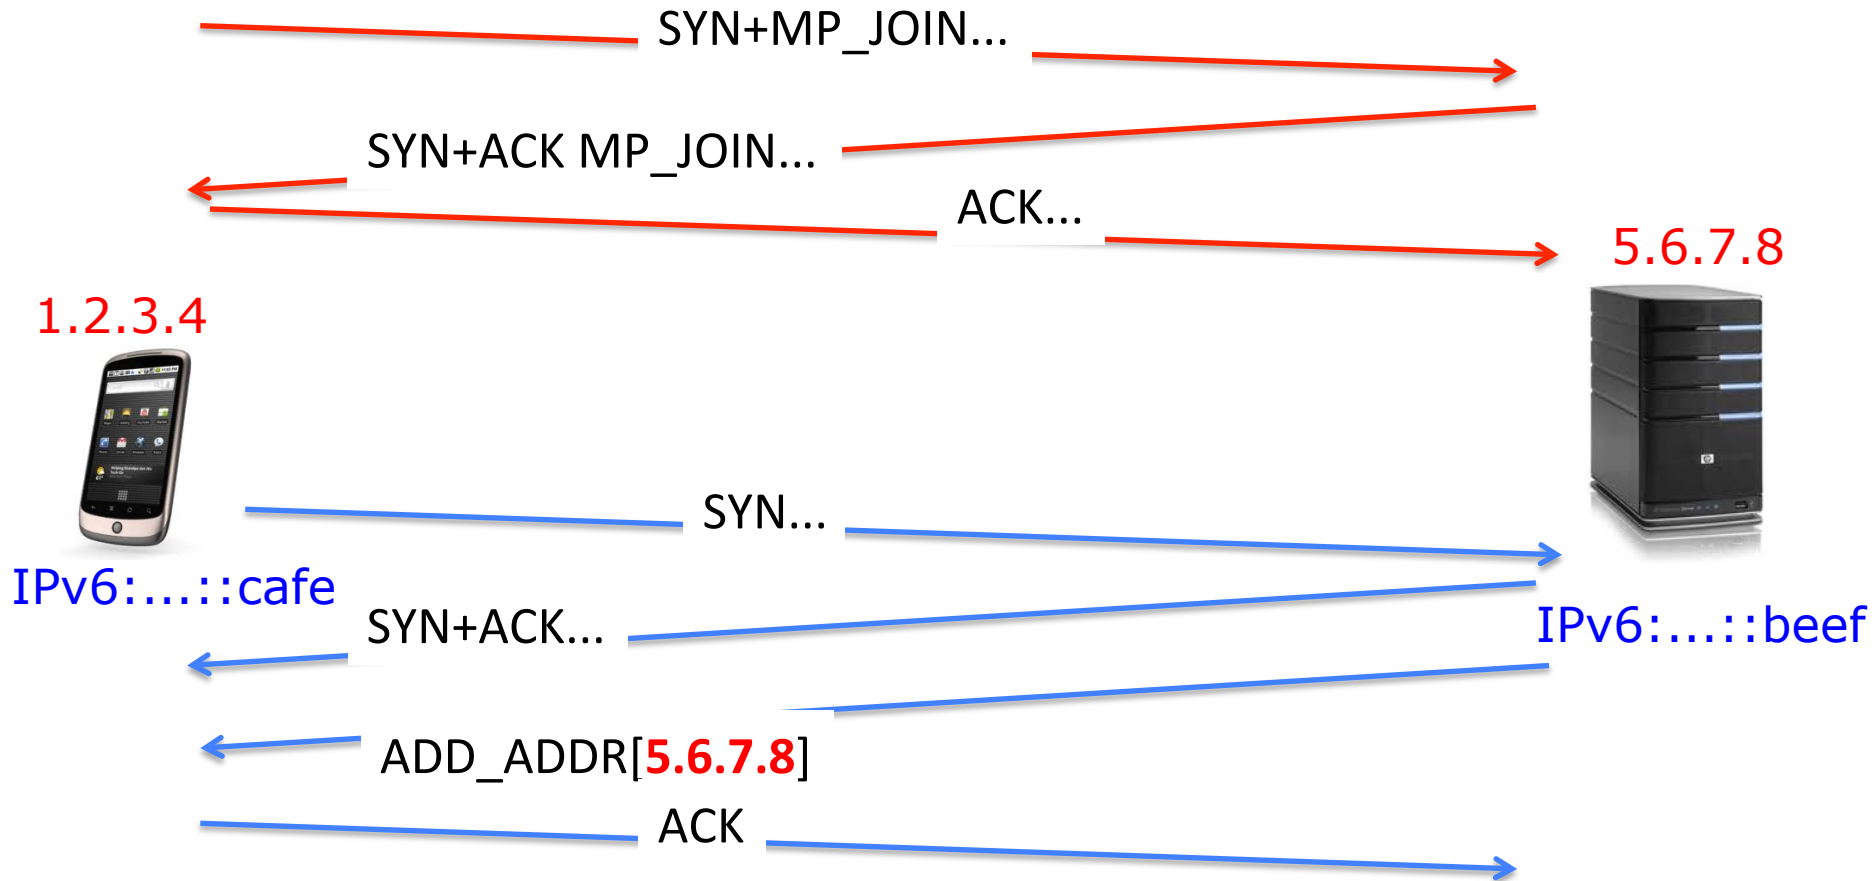 SYN+MP_JOIN...
SYN+ACK MP_JOIN...
ACK...
5.6.7.8
1.2.3.4
SYN...
IPv6:...::cafe
SYN+ACK...
IPv6:...::beef
ADD_ADDR[5.6.7.8]
ACK